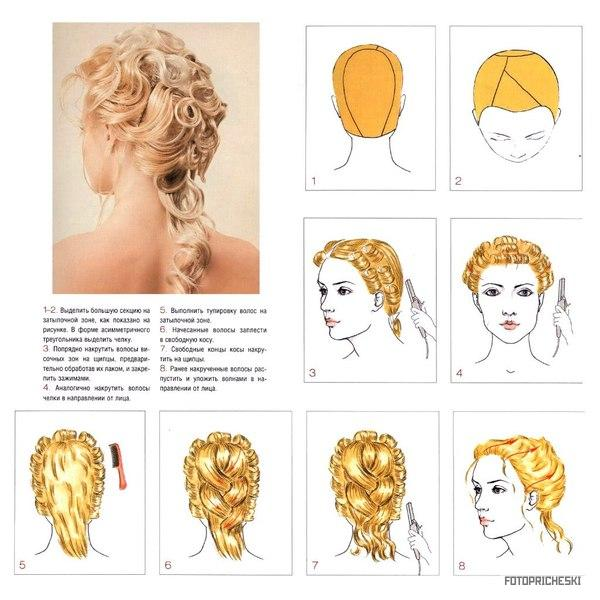 1–2. Выделить большую секцию на
затылочной зоне, как показано на
рисунке. В форме асимметричного
треугольника выделить челку.
3. Попрядно накрутить волосы ви-
сочных зон на щипцы, предвари-
тельно обработав их лаком, и закре-
пить зажимами.
4. Аналогично накрутить волосы
челки в направлении от лица.
5. Выполнить тупировку волос на
затылочной зоне.
6. Начесанные волосы заплести
в свободную косу.
7. Свободные концы кос накру-
тить на щипцы.
8. Ранее накрученные волосы рас-
пустить и уложить волнами в на-
правлении от лица.
1
2
3
4
5
6
7
8
FOTOPRICHESKI